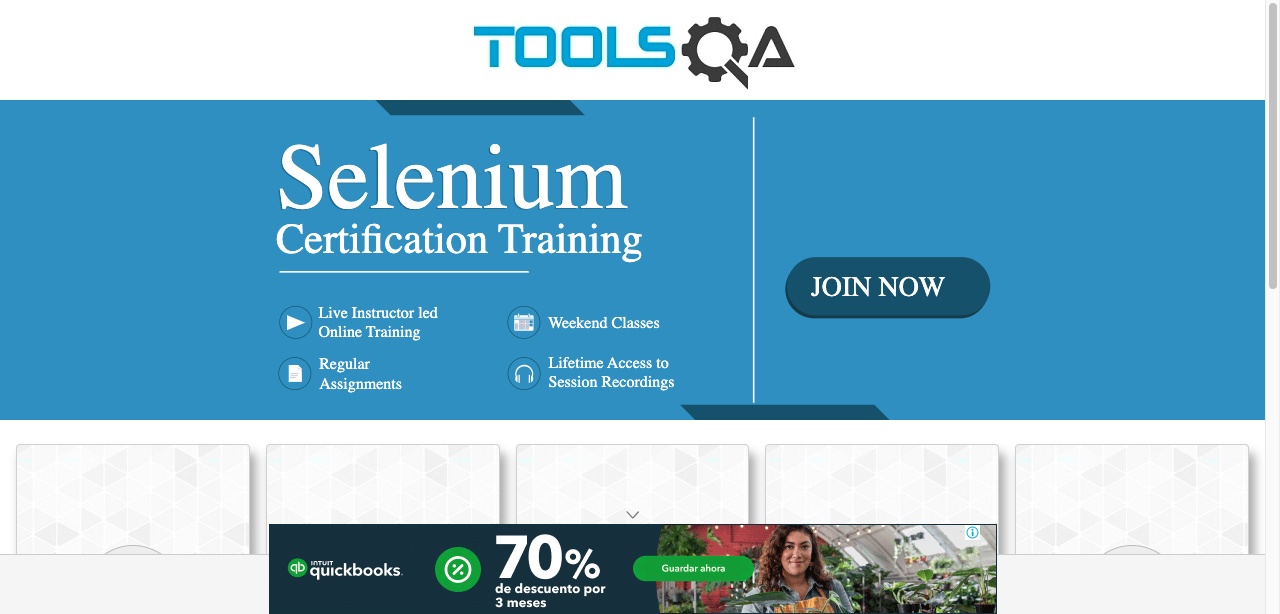 TOOLSQA
Selenium
Certification Training
Live Instructor led
Online Training
Weekend Classes
Regular
Assignments
Lifetime Access to
Session Recordings
JOIN NOW
qb
INTUIT
quickbooks.
70%
de descuento por
3 meses
Guardar ahora